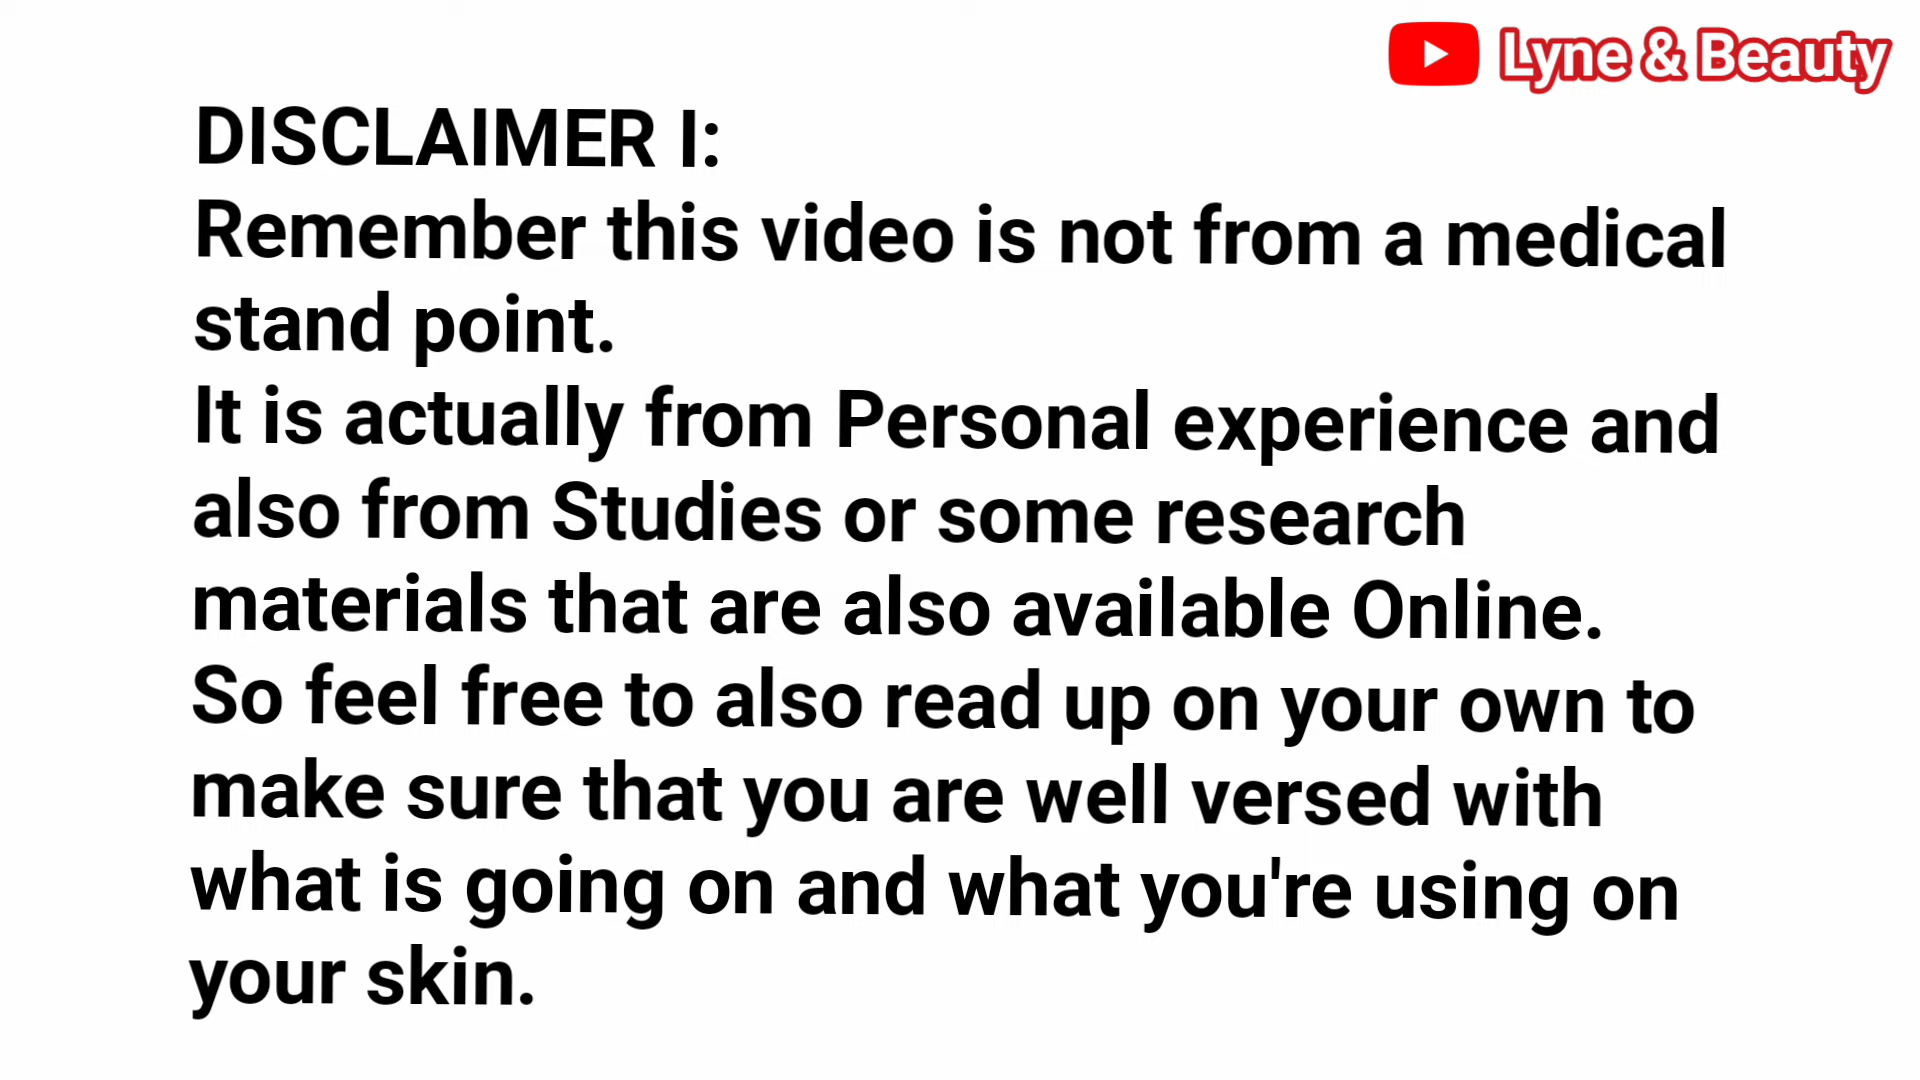 Lyne & Beauty
DISCLAIMER I:
Remember this video is not from a medical
stand point.
It is actually from Personal experience and
also from Studies or some research
materials that are also available Online.
So feel free to also read up on your own to
make sure that you are well versed with
what is going on and what you're using on
your skin.